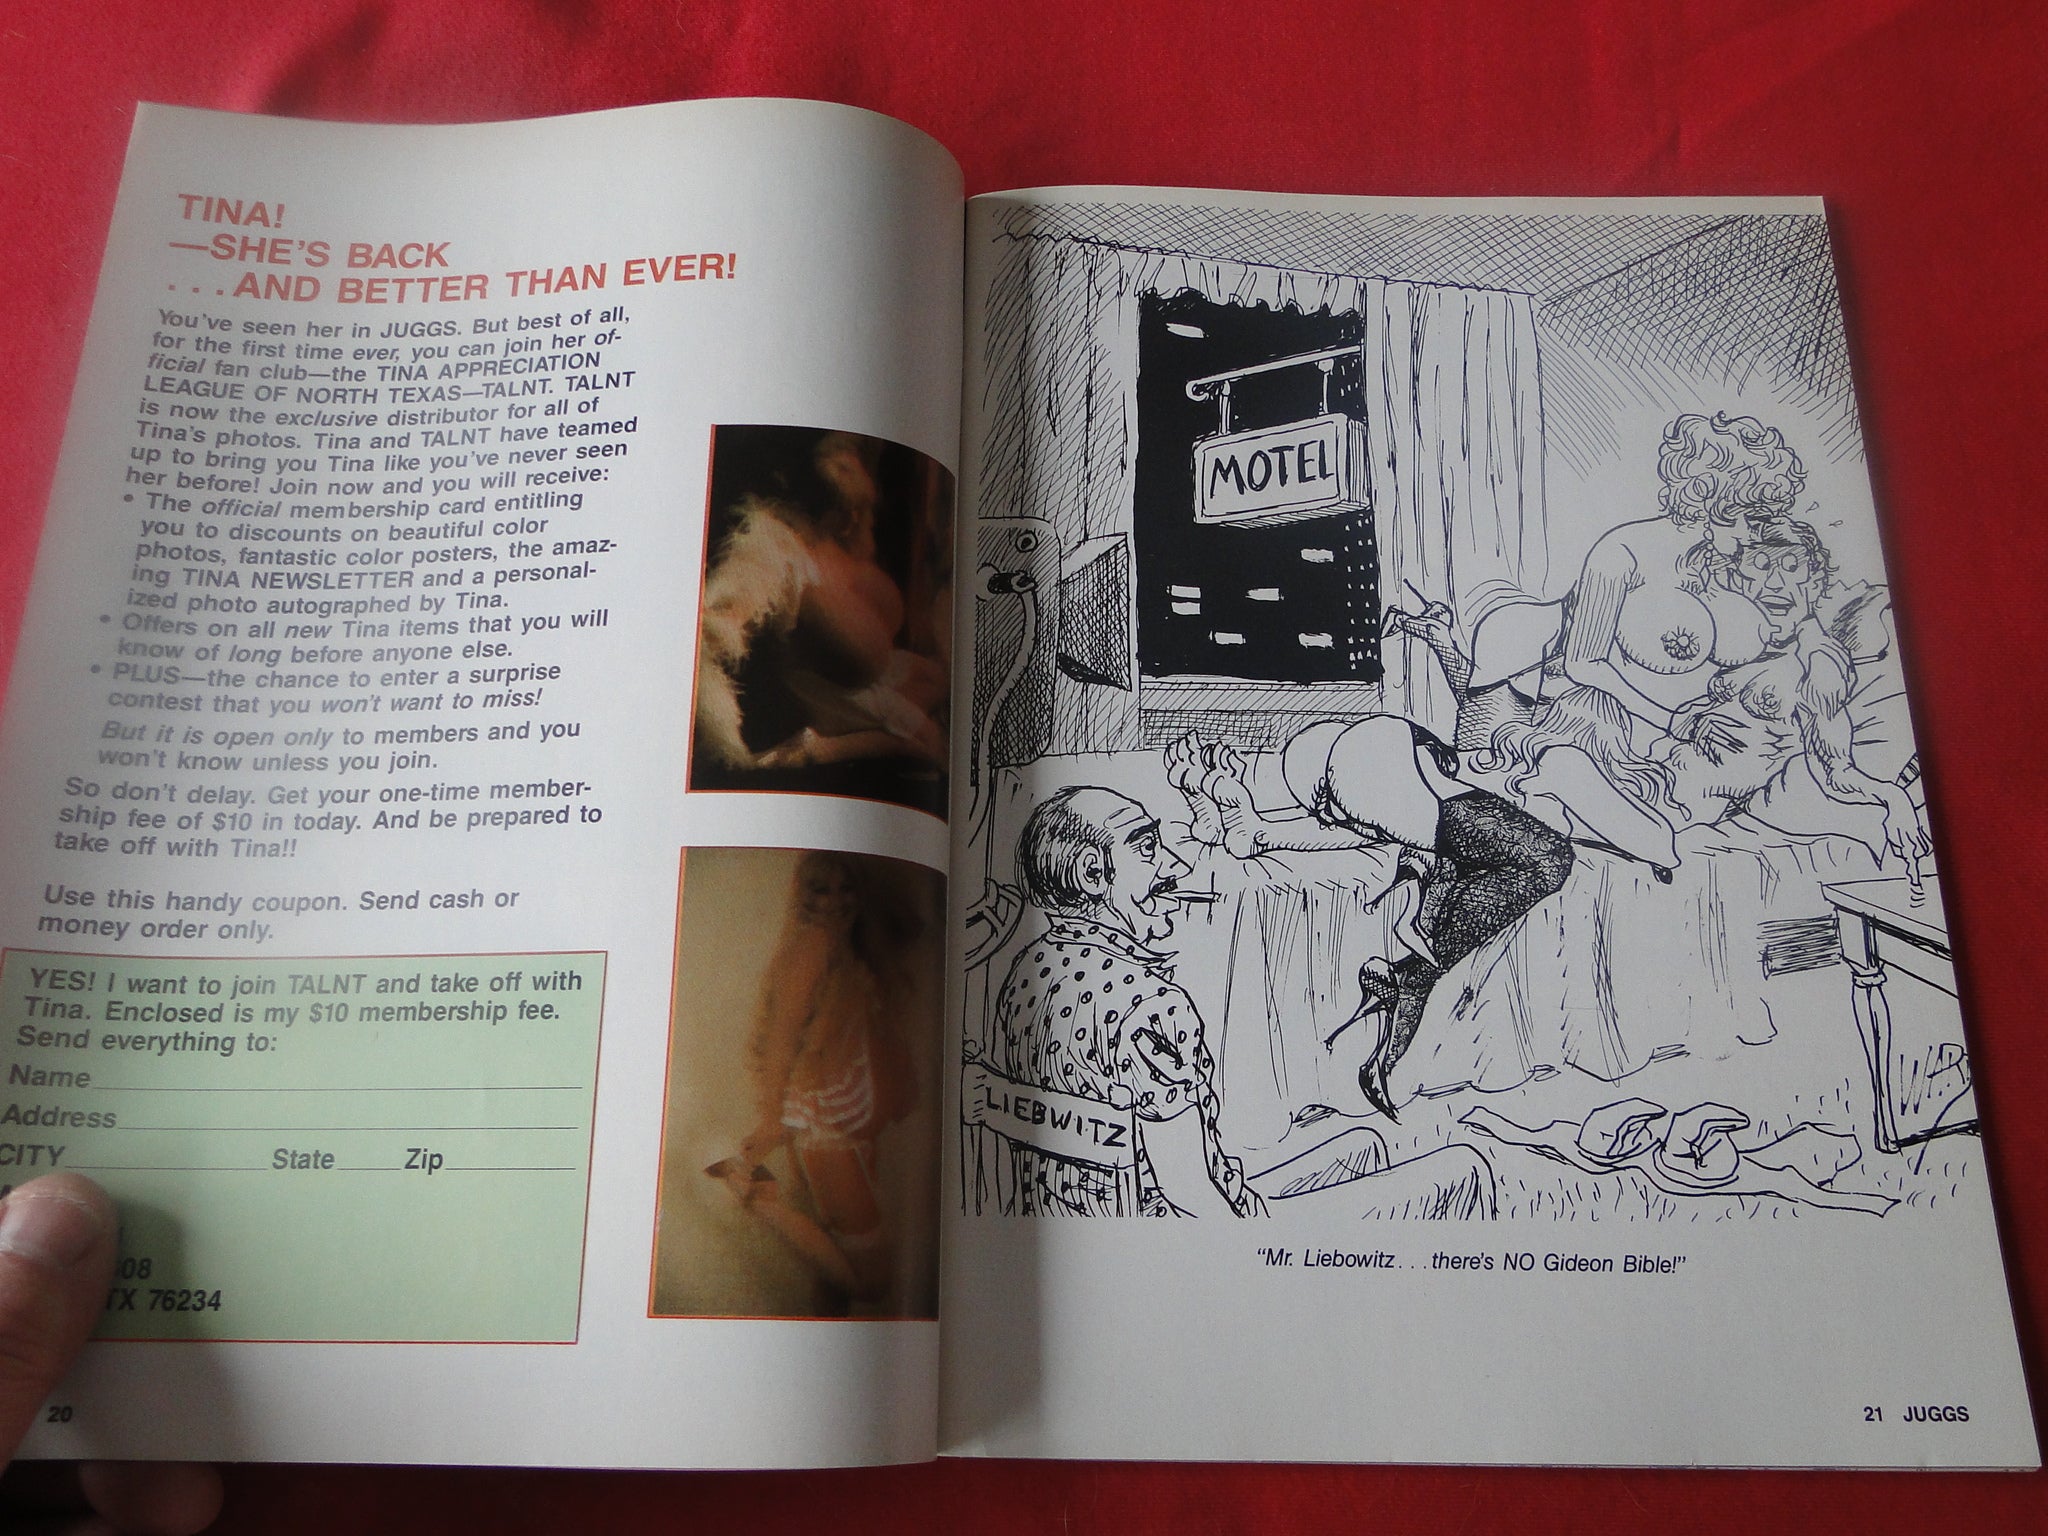 TINA!
—SHE'S BACK
...AND BETTER THAN EVER!
You've seen her in JUGGS. But best of all,
for the first time ever, you can join her of-
ficial fan club—the TINA APPRECIATION
LEAGUE OF NORTH TEXAS—TALNT. TALNT
is now the exclusive distributor for all of
Tina's photos. Tina and TALNT have teamed
up to bring you Tina like you've never seen
her before! Join now and you will receive:
• The official membership card entitling
you to discounts on beautiful color
photos, fantastic color posters, the amaz-
ing TINA NEWSLETTER and a personal-
ized photo autographed by Tina.
• Offers on all new Tina items that you will
know of long before anyone else.
• PLUS—the chance to enter a surprise
contest that you won't want to miss!
But it is open only to members and you
won't know unless you join.
So don't delay. Get your one-time member-
ship fee of $10 in today. And be prepared to
take off with Tina!!
Use this handy coupon. Send cash or
money order only.
YES! I want to join TALNT and take off with
Tina. Enclosed is my $10 membership fee.
Send everything to:
Name
Address
CITY State Zip
08
TX 76234
20
MOTEL
LIEBWITZ
"Mr. Liebowitz...there's NO Gideon Bible!"
21 JUGGS